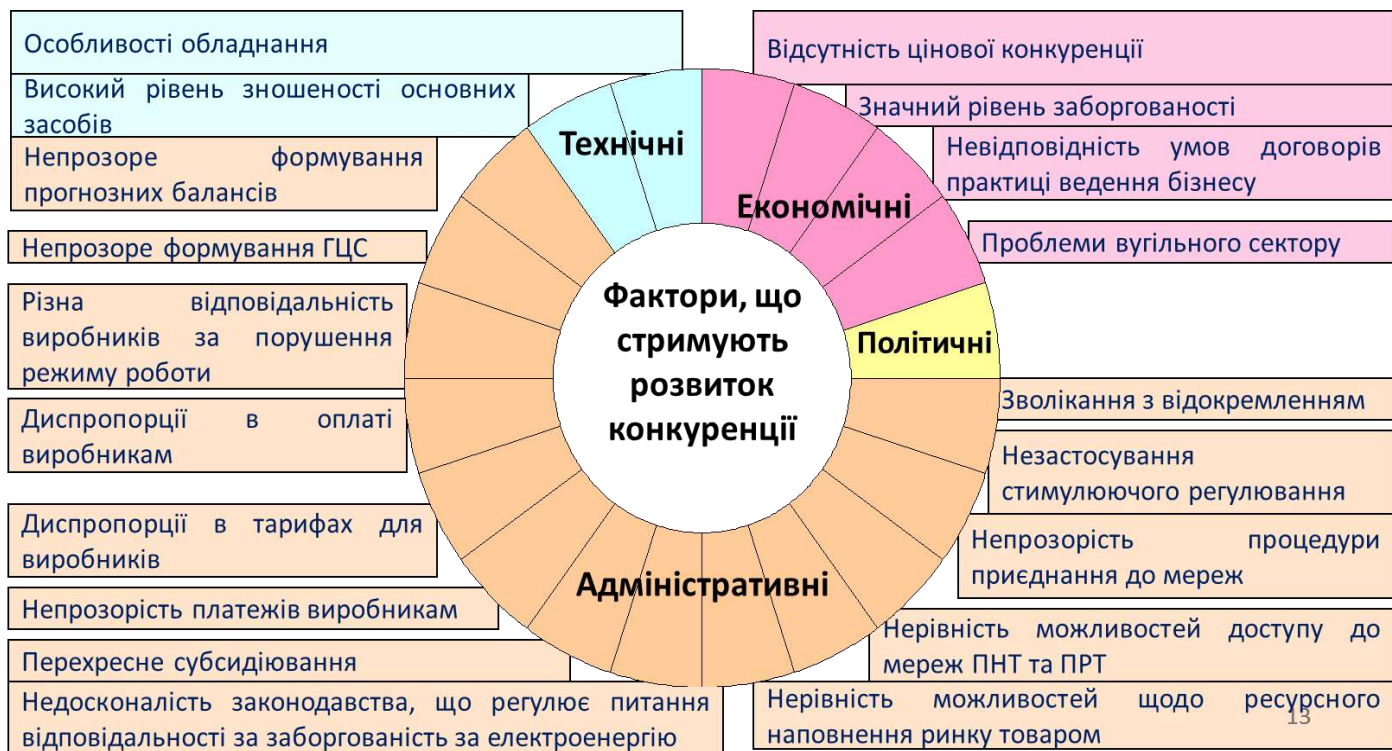 Особливості обладнання
Високий рівень зношеності основних
засобів
Непрозоре формування
прогнозних балансів
Непрозоре формування ГЦС
Різна відповідальність
виробників за порушення
режиму роботи
Диспропорції в оплаті
виробникам
Диспропорції в тарифах для
виробників
Непрозорість платежів виробникам
Перехресне субсидіювання
Недосконалість законодавства, що регулює питання
відповідальності за заборгованість за електроенергію
Технічні
Економічні
Політичні
Фактори, що
стримують
розвиток
конкуренції
Адміністративні
Відсутність цінової конкуренції
Значний рівень заборгованості
Невідповідність умов договорів
практиці ведення бізнесу
Проблеми вугільного сектору
Зволікання з відокремленням
Незастосування
стимулюючого регулювання
Непрозорість процедури
приєднання до мереж
Нерівність можливостей доступу до
мереж ПНТ та ПРТ
Нерівність можливостей щодо ресурсного
наповнення ринку товаром
13